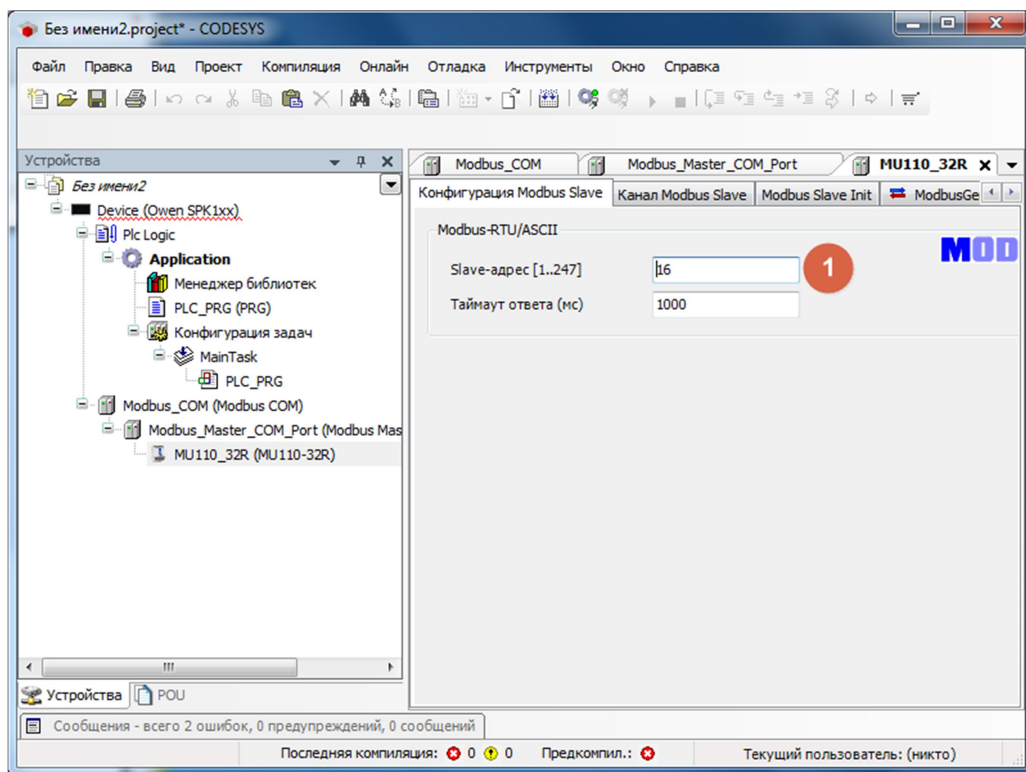 Без имени2.project* - CODESYS
Файл Правка Вид Проект Компиляция Онлайн Отладка Инструменты Окно Справка
Устройства
Без имени2
Device (Owen SPK1xx)
Plc Logic
Application
Менеджер библиотек
PLC_PRG (PRG)
Конфигурация задач
MainTask
PLC_PRG
Modbus_COM (Modbus COM)
Modbus_Master_COM_Port (Modbus Mas
MU110_32R (MU110-32R)
Устройства POU
Modbus_COM Modbus_Master_COM_Port MU110_32R
Конфигурация Modbus Slave Канал Modbus Slave Modbus Slave Init ModbusGe
Modbus-RTU/ASCII
MOD
Slave-адрес [1..247] 16 1
Таймаут ответа (мс) 1000
Сообщения - всего 2 ошибок, 0 предупреждений, 0 сообщений
Последняя компиляция: 0 0 Предкомпил.: Текущий пользователь: (никто)